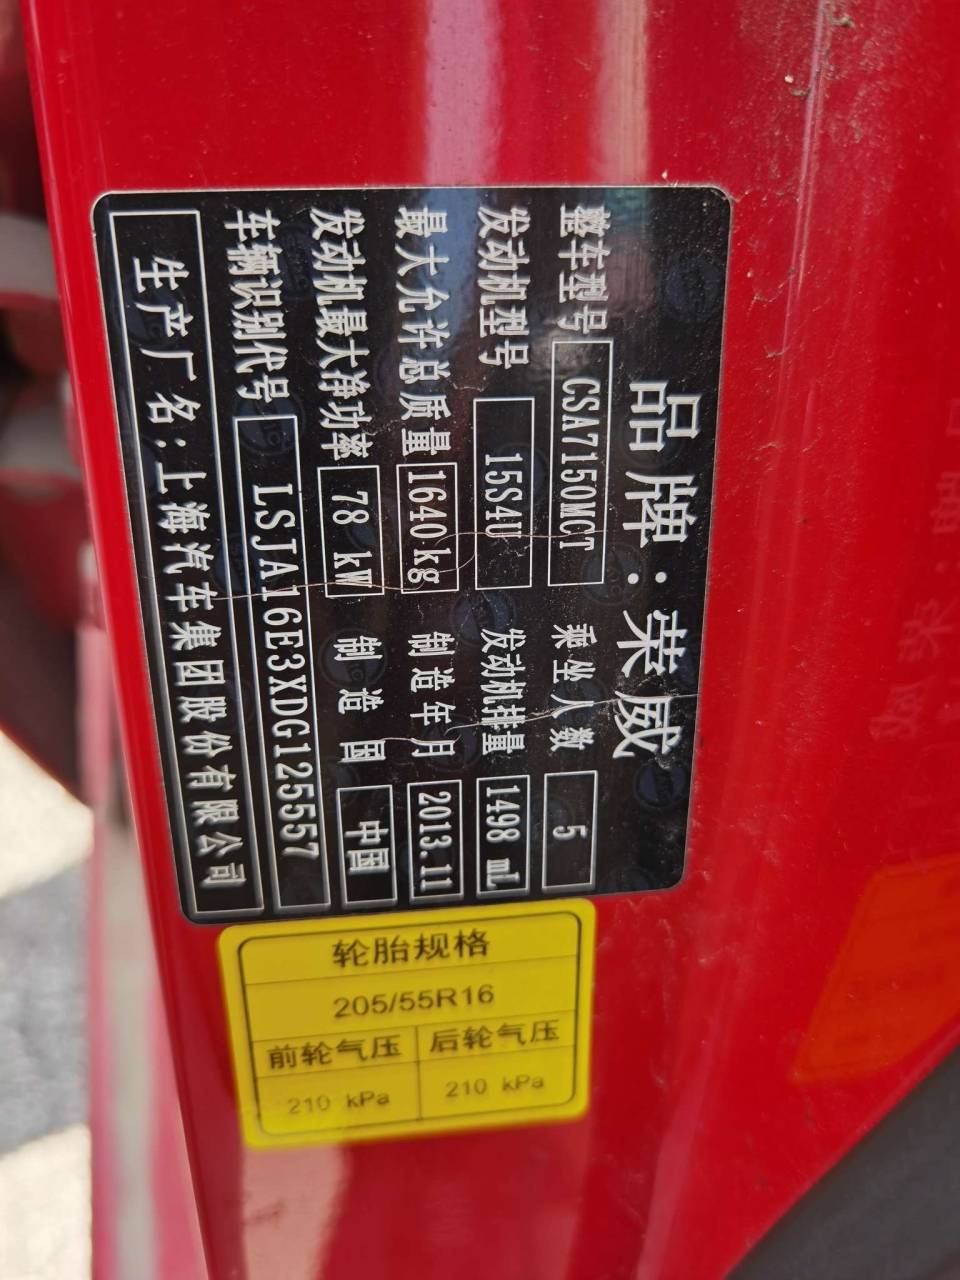 品牌：荣威
整车型号 CSA7150MCT 乘坐人数 5
发动机型号 15S4U 发动机排量 1498 mL
最大允许总质量 1640kg 制造年月 2013.11
发动机最大净功率 78 kW 制造国 中国
车辆识别代号 LSJA16E3XDG125557
生产厂名：上海汽车集团股份有限公司
轮胎规格
205/55R16
前轮气压 后轮气压
210 kPa 210 kPa